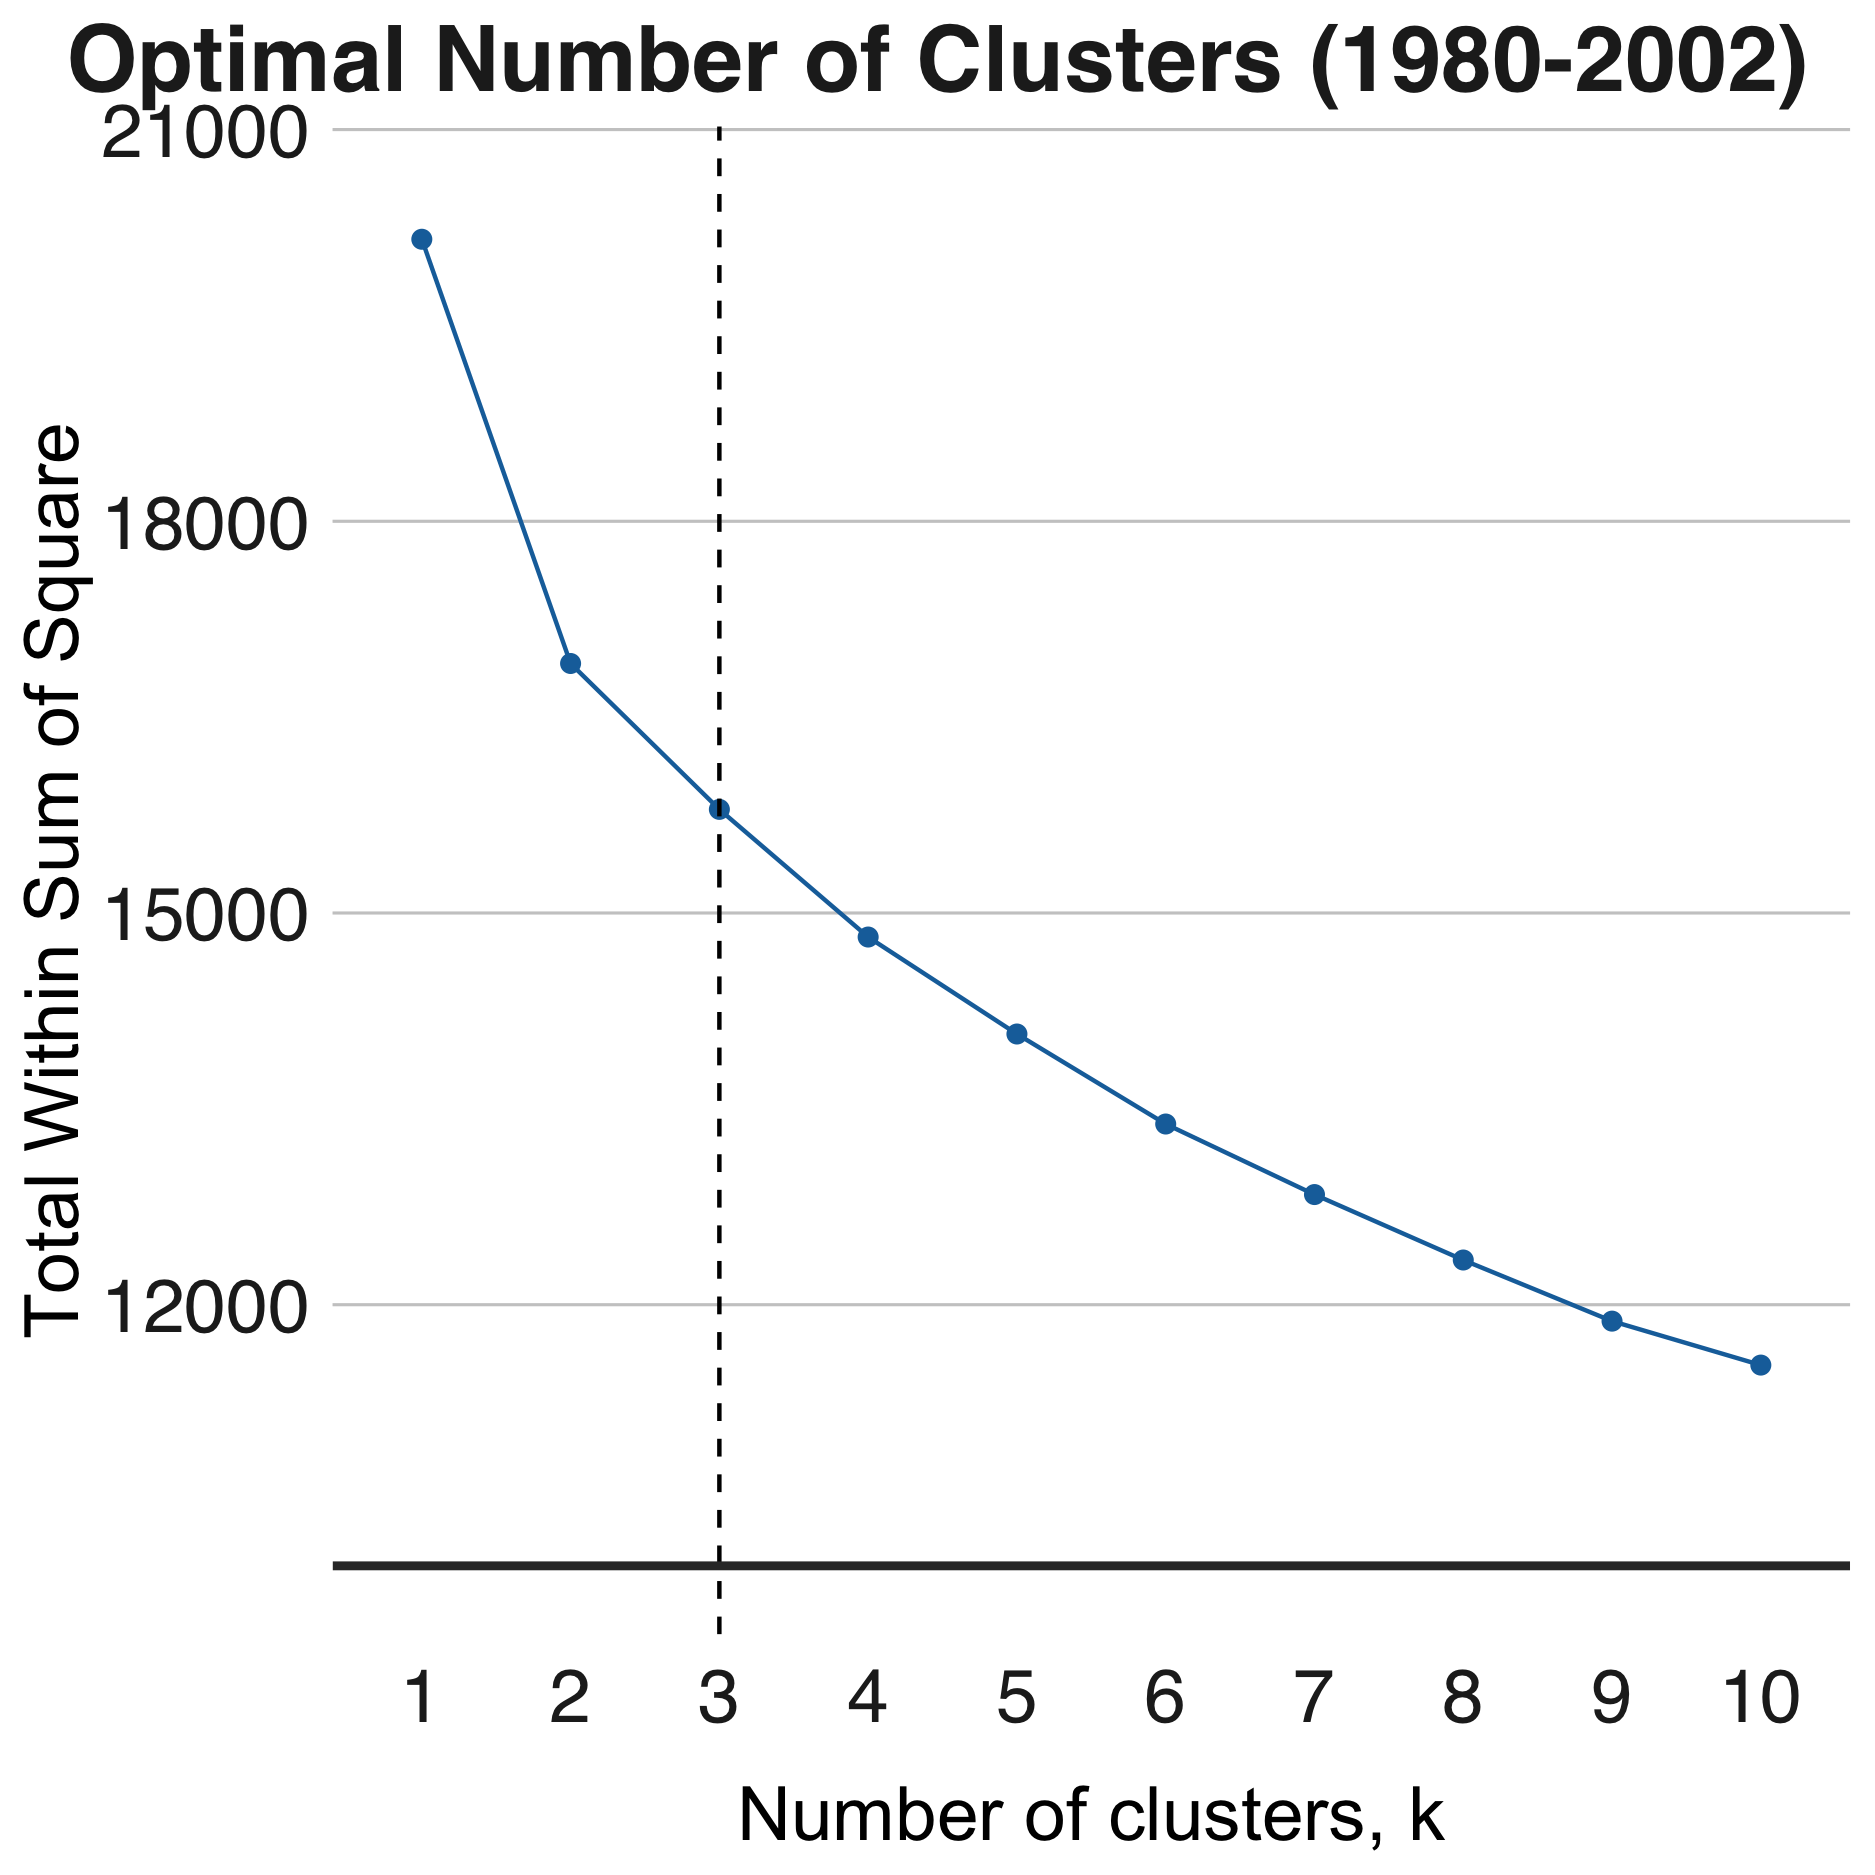 Optimal Number of Clusters (1980-2002)
21000
18000
15000
12000
Total Within Sum of Square
1 2 3 4 5 6 7 8 9 10
Number of clusters, k